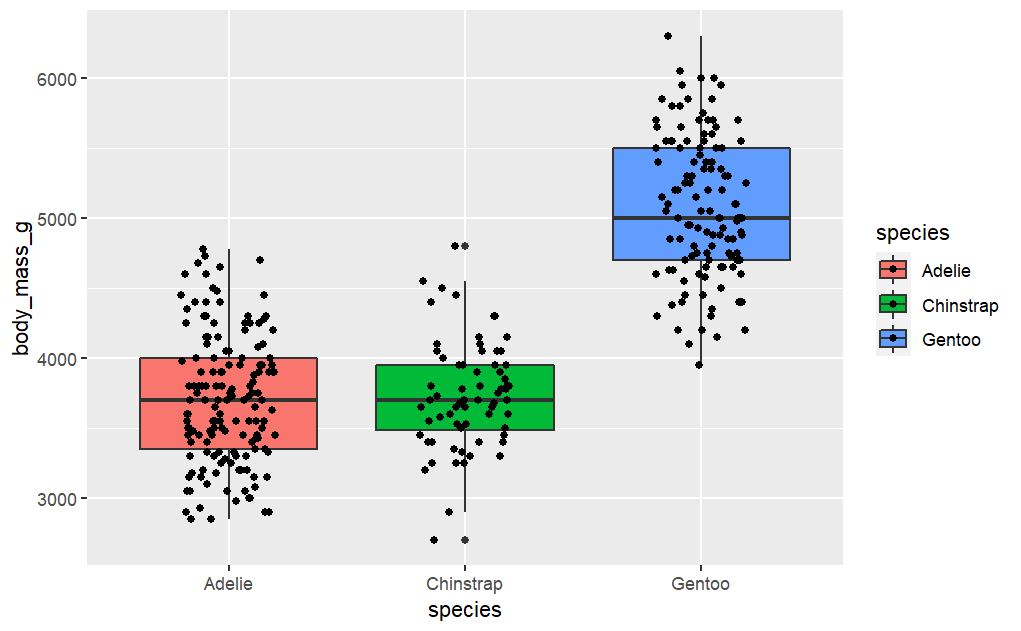 body_mass_g
6000
5000
4000
3000
Adelie
Chinstrap
Gentoo
species
species
Adelie
Chinstrap
Gentoo